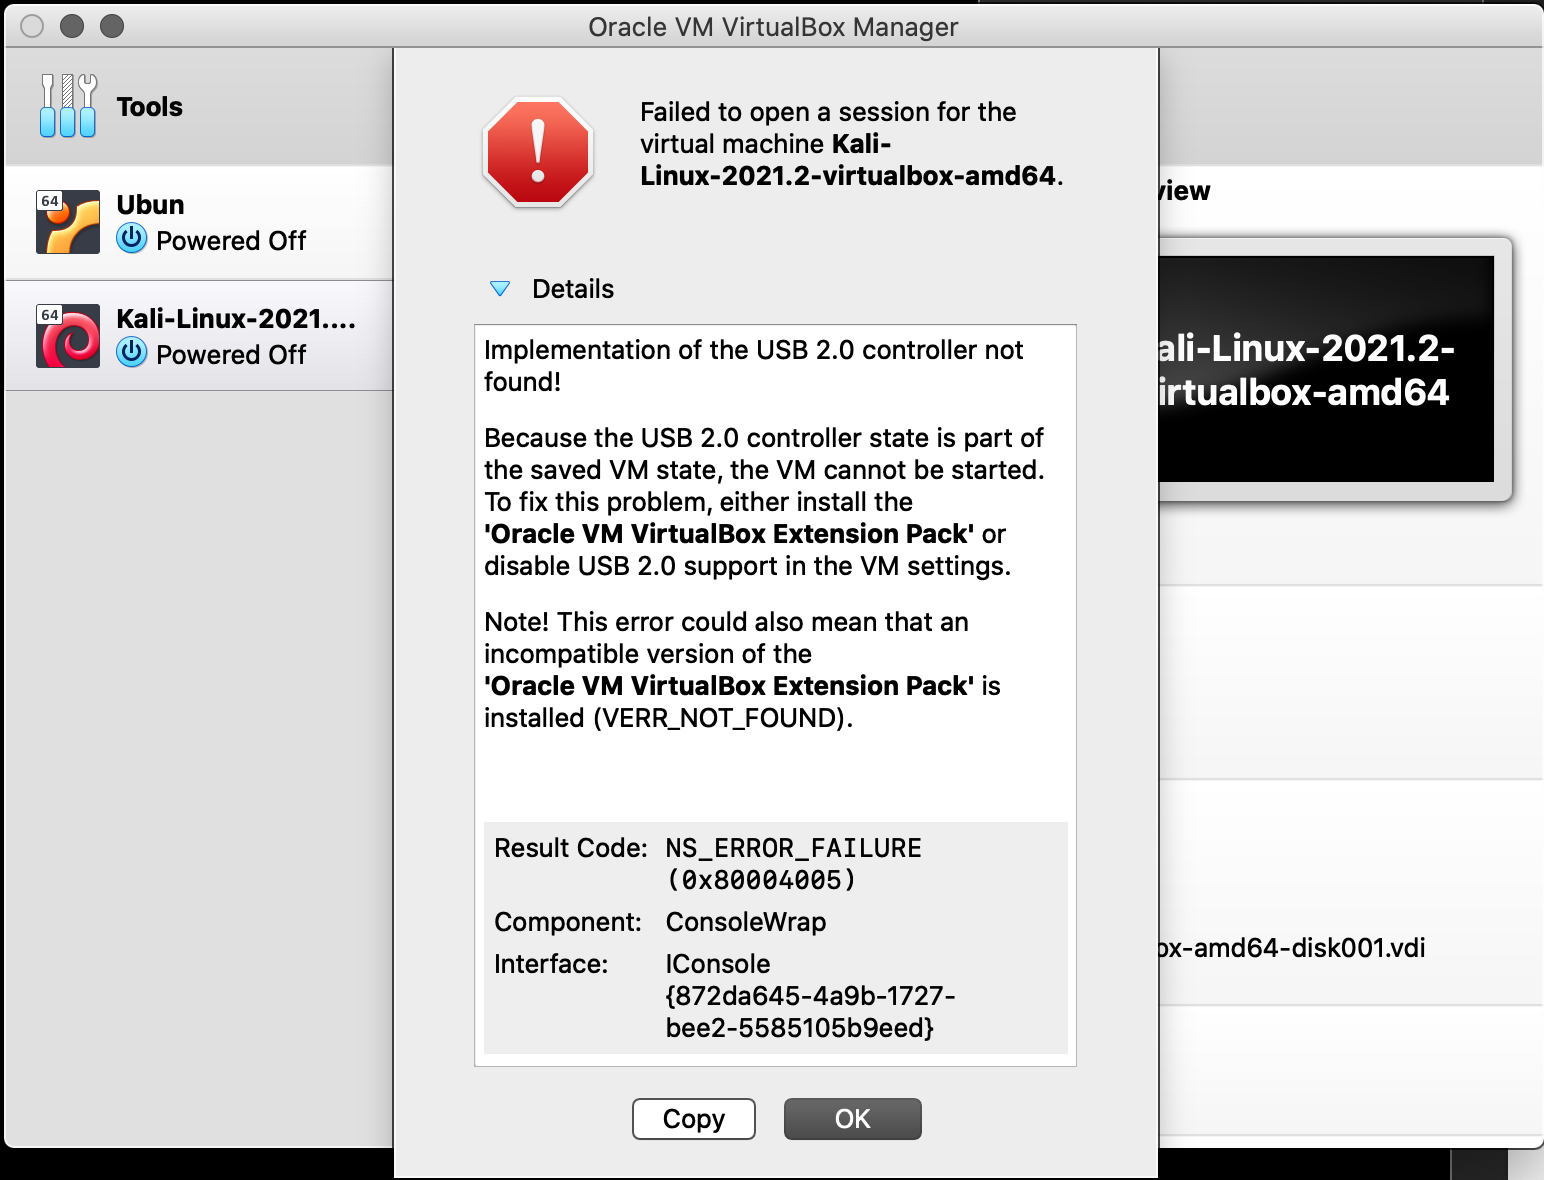 Oracle VM VirtualBox Manager
Tools
64
Ubun
Powered Off
64
Kali-Linux-2021....
Powered Off
Failed to open a session for the
virtual machine Kali-
Linux-2021.2-virtualbox-amd64.
Details
Implementation of the USB 2.0 controller not
found!
Because the USB 2.0 controller state is part of
the saved VM state, the VM cannot be started.
To fix this problem, either install the
'Oracle VM VirtualBox Extension Pack' or
disable USB 2.0 support in the VM settings.
Note! This error could also mean that an
incompatible version of the
'Oracle VM VirtualBox Extension Pack' is
installed (VERR_NOT_FOUND).
Result Code: NS_ERROR_FAILURE
(0x80004005)
Component: ConsoleWrap
Interface: IConsole
{872da645-4a9b-1727-
bee2-5585105b9eed}
Copy
OK
view
ali-Linux-2021.2-
irtualbox-amd64
ox-amd64-disk001.vdi